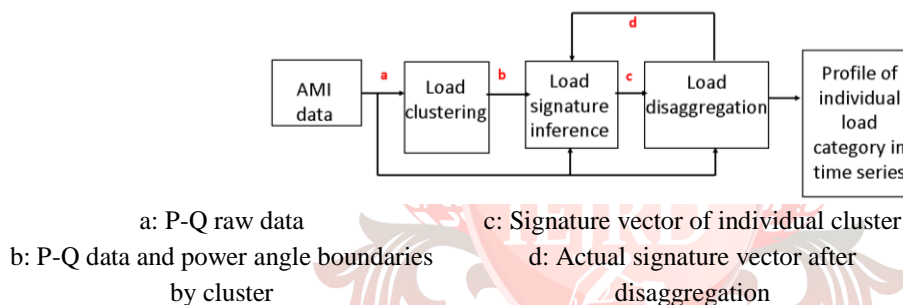 d
a
b
c
AMI
data
Load
clustering
Load
signature
inference
Load
disaggregation
Profile of
individual
load
category in
time series
a: P-Q raw data
c: Signature vector of individual cluster
b: P-Q data and power angle boundaries
by cluster
d: Actual signature vector after
disaggregation